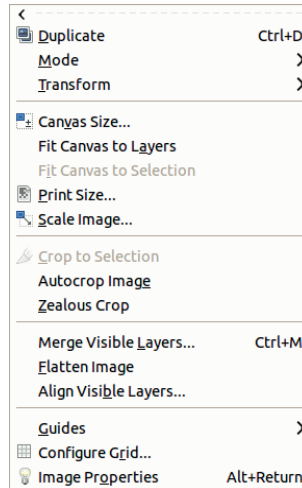 Duplicate Ctrl+D
Mode
Transform
Canvas Size...
Fit Canvas to Layers
Fit Canvas to Selection
Print Size...
Scale Image...
Crop to Selection
Autocrop Image
Zealous Crop
Merge Visible Layers... Ctrl+M
Flatten Image
Align Visible Layers...
Guides
Configure Grid...
Image Properties Alt+Return